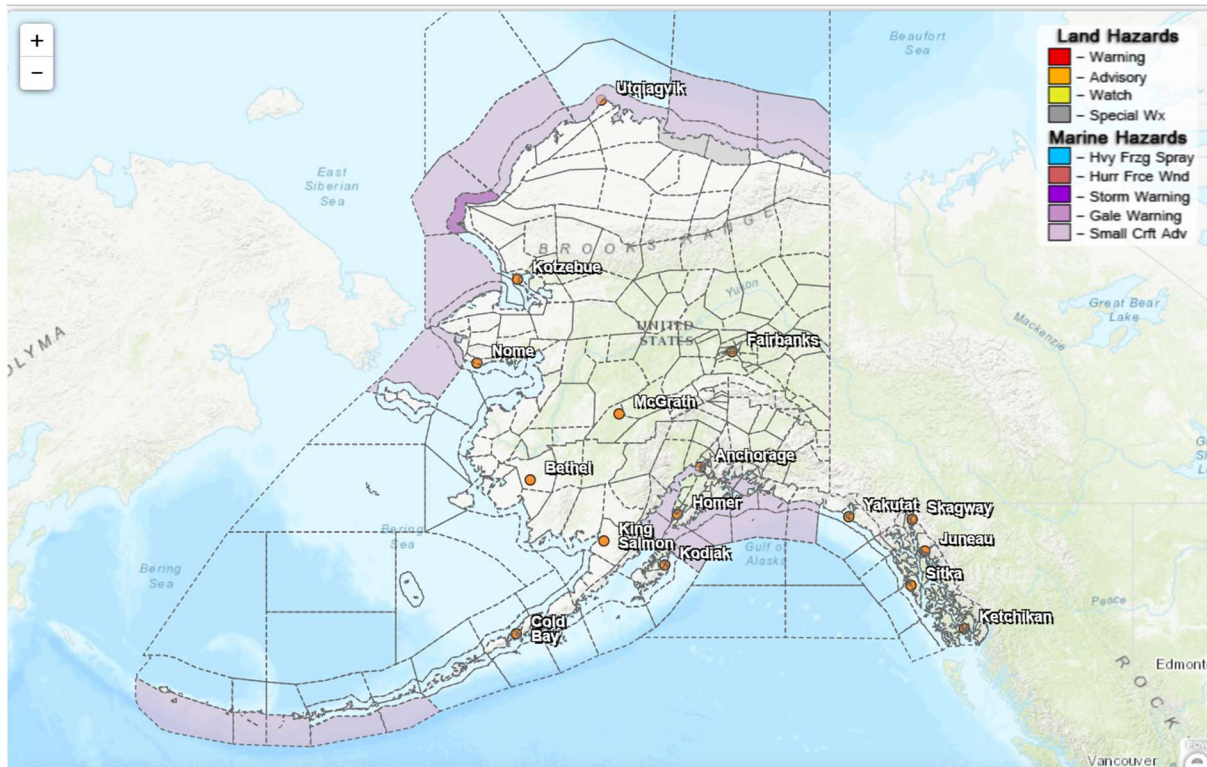 +
−
Land Hazards
– Warning
– Advisory
– Watch
– Special Wx
Marine Hazards
– Hvy Frzg Spray
– Hurr Frce Wnd
– Storm Warning
– Gale Warning
– Small Crft Adv
Beaufort
Sea
Utqiagvik
East
Siberian
Sea
BROOKS RANGE
Kotzebue
Yukon
Great Bear
Lake
Mackenzie
UNITED
STATES
OLYMA
Nome
Fairbanks
McGrath
Anchorage
Bethel
Homer
Yakutat
Skagway
King
Salmon
Kodiak
Juneau
Bering
Sea
Gulf of
Alaska
Bering
Sea
Sitka
Peace
Cold
Bay
Ketchikan
ROCK
Edmont
Vancouver